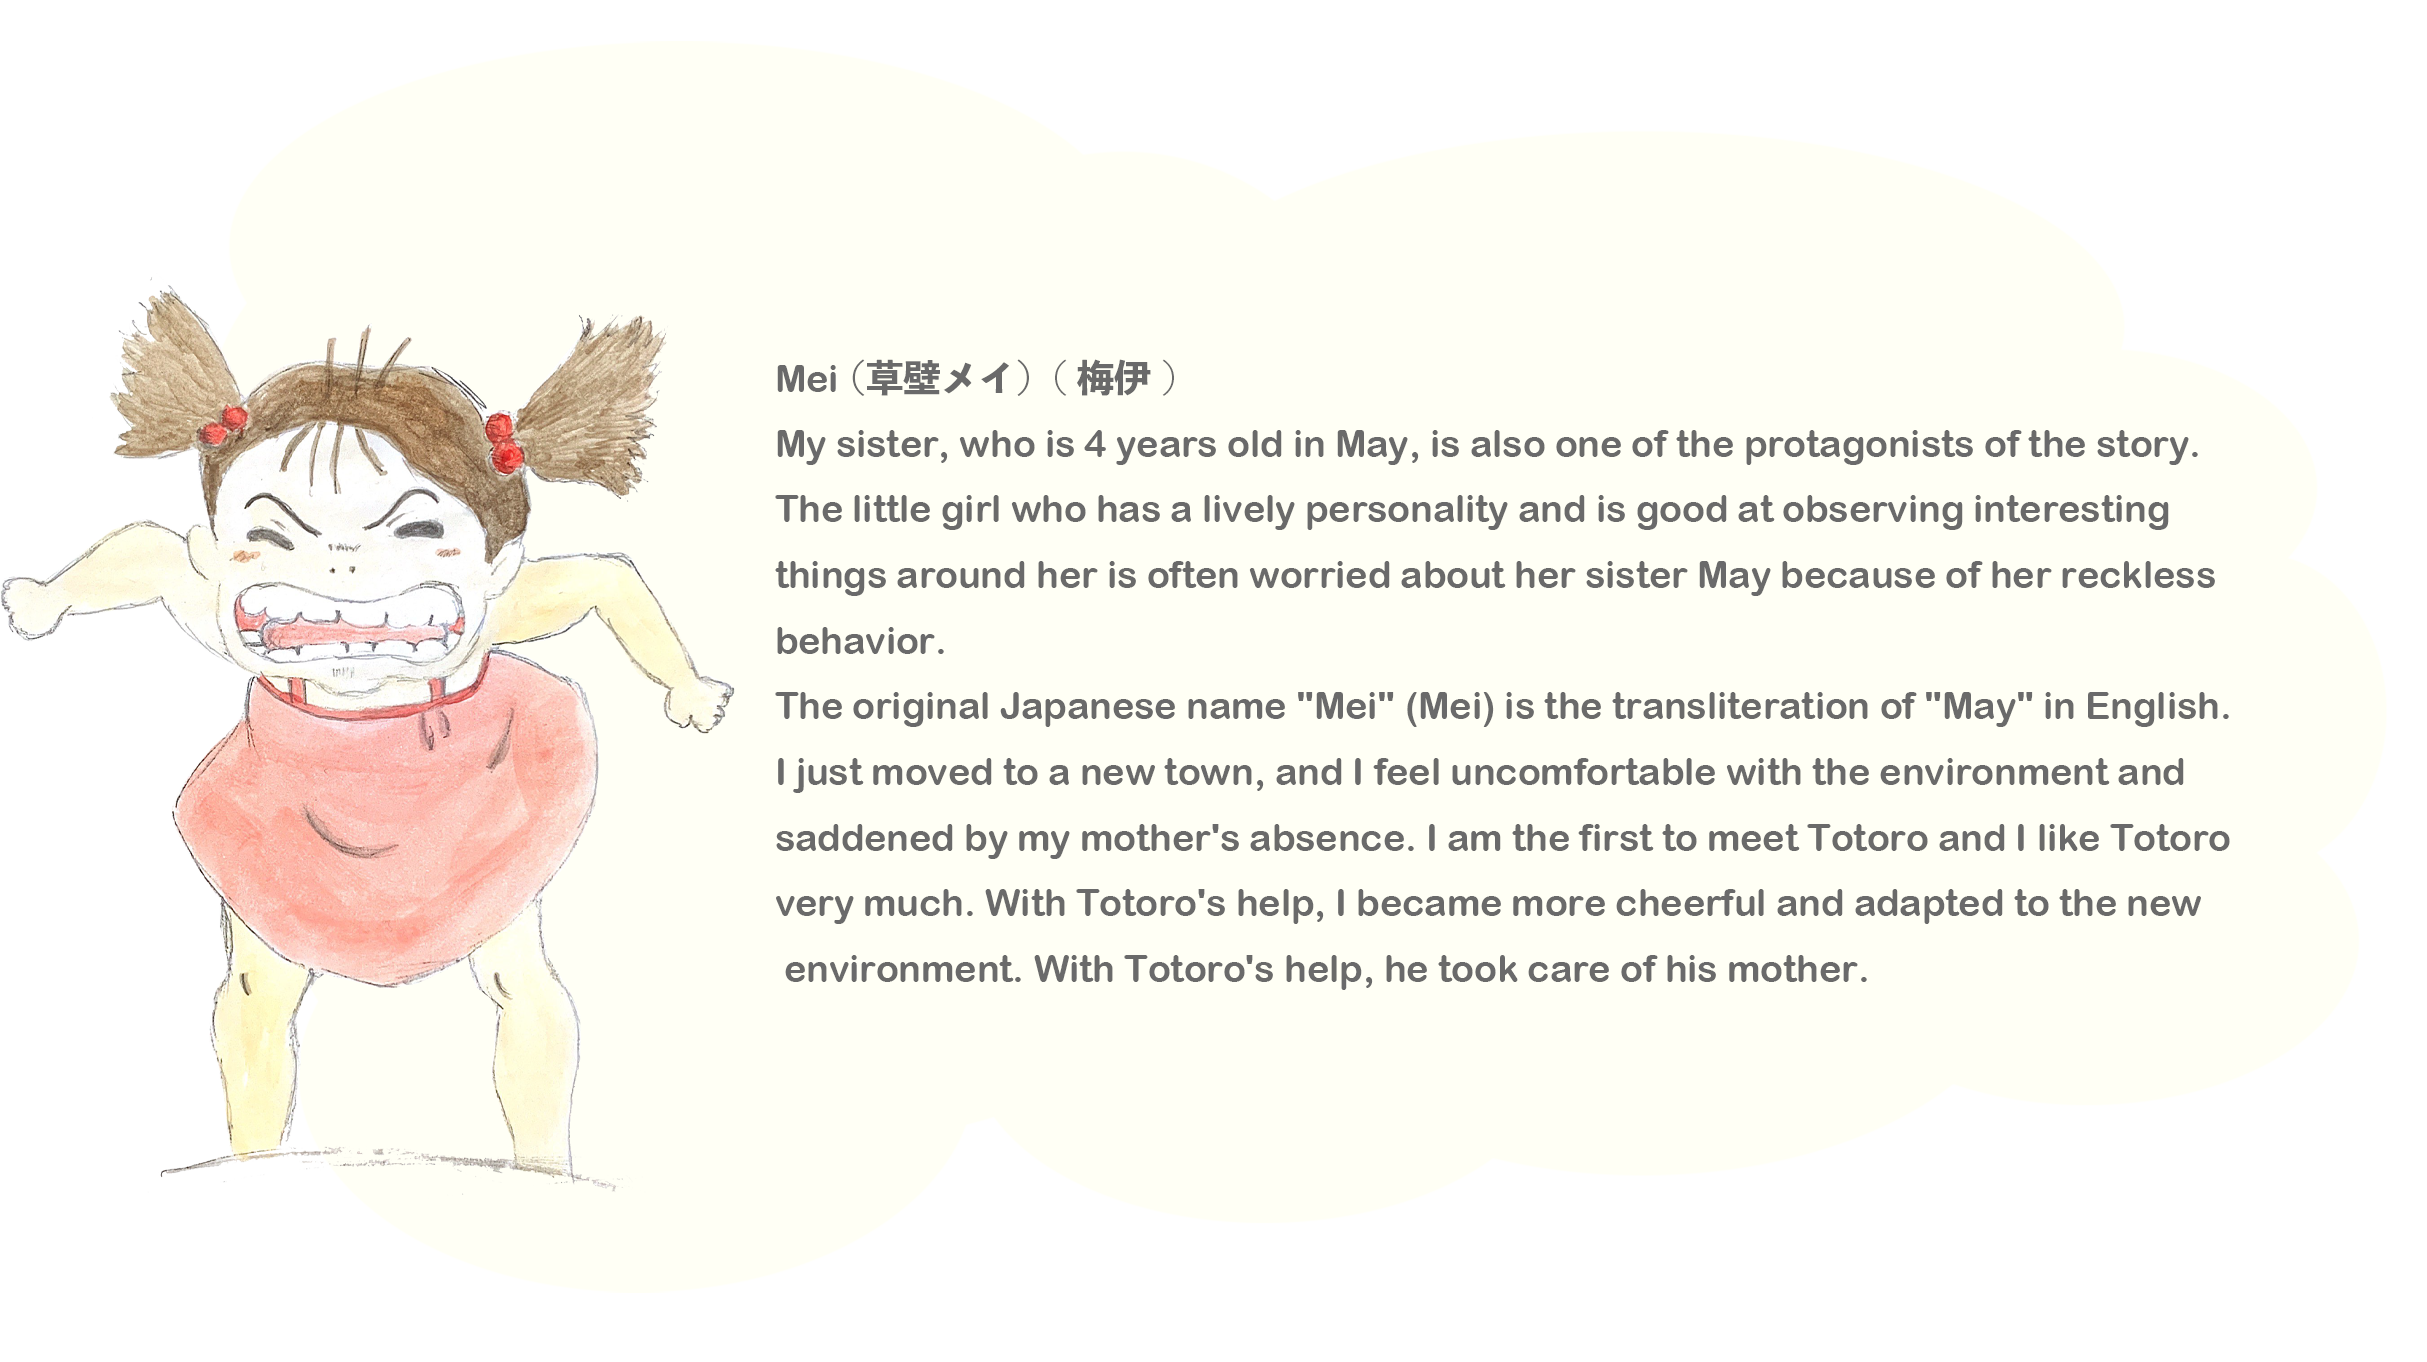 Mei（草壁メイ）（ 梅伊 ）
My sister, who is 4 years old in May, is also one of the protagonists of the story.
The little girl who has a lively personality and is good at observing interesting
things around her is often worried about her sister May because of her reckless
behavior.
The original Japanese name "Mei" (Mei) is the transliteration of "May" in English.
I just moved to a new town, and I feel uncomfortable with the environment and
saddened by my mother's absence. I am the first to meet Totoro and I like Totoro
very much. With Totoro's help, I became more cheerful and adapted to the new
environment. With Totoro's help, he took care of his mother.